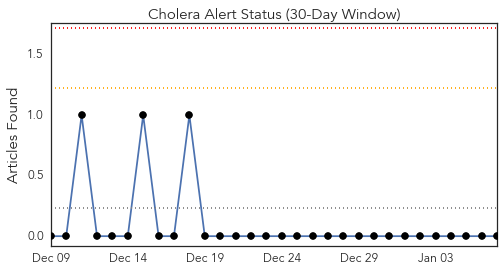 Cholera Alert Status (30-Day Window)
Articles Found
1.5
1.0
0.5
0.0
Dec 09 Dec 14 Dec 19 Dec 24 Dec 29 Jan 03